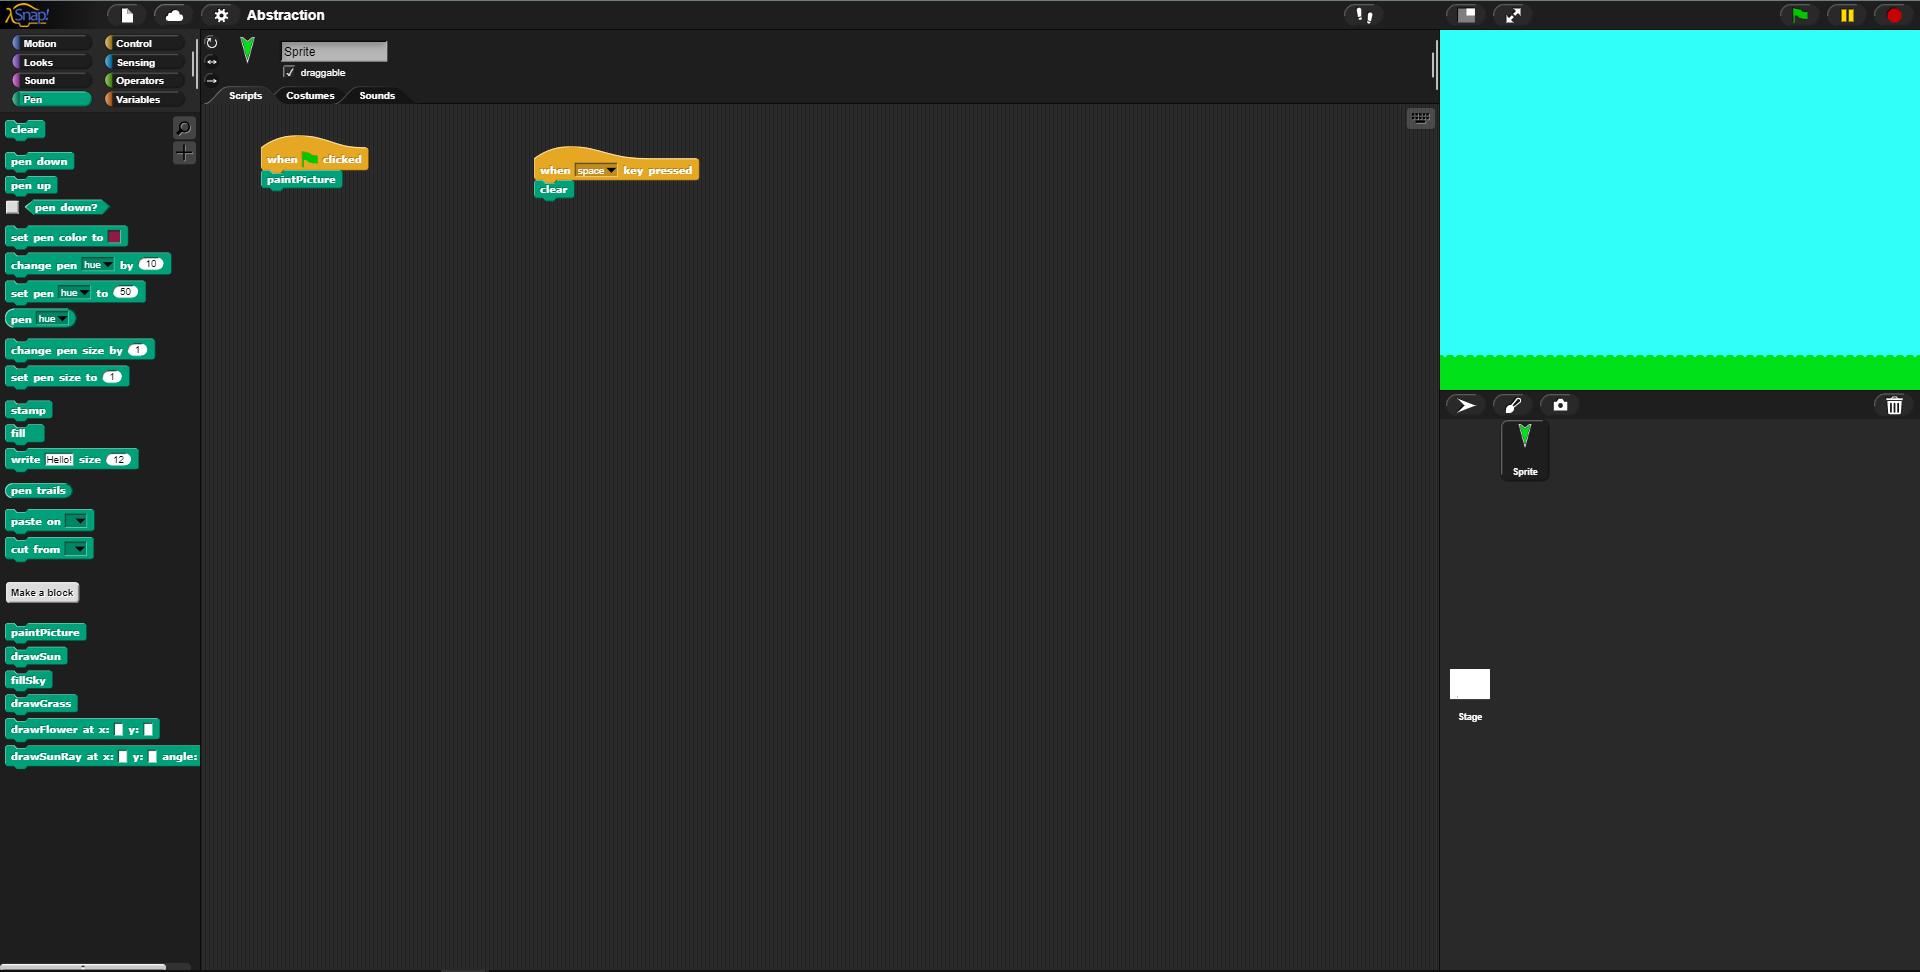 Snap!
Abstraction
Motion
Control
Looks
Sensing
Sound
Operators
Pen
Variables
Sprite
draggable
Scripts
Costumes
Sounds
clear
pen down
pen up
pen down?
set pen color to
change pen hue by 10
set pen hue to 50
pen hue
change pen size by 1
set pen size to 1
stamp
fill
write Hello! size 12
pen trails
paste on
cut from
Make a block
paintPicture
drawSun
fillSky
drawGrass
drawFlower at x: y:
drawSunRay at x: y: angle:
when clicked
paintPicture
when space key pressed
clear
Sprite
Stage